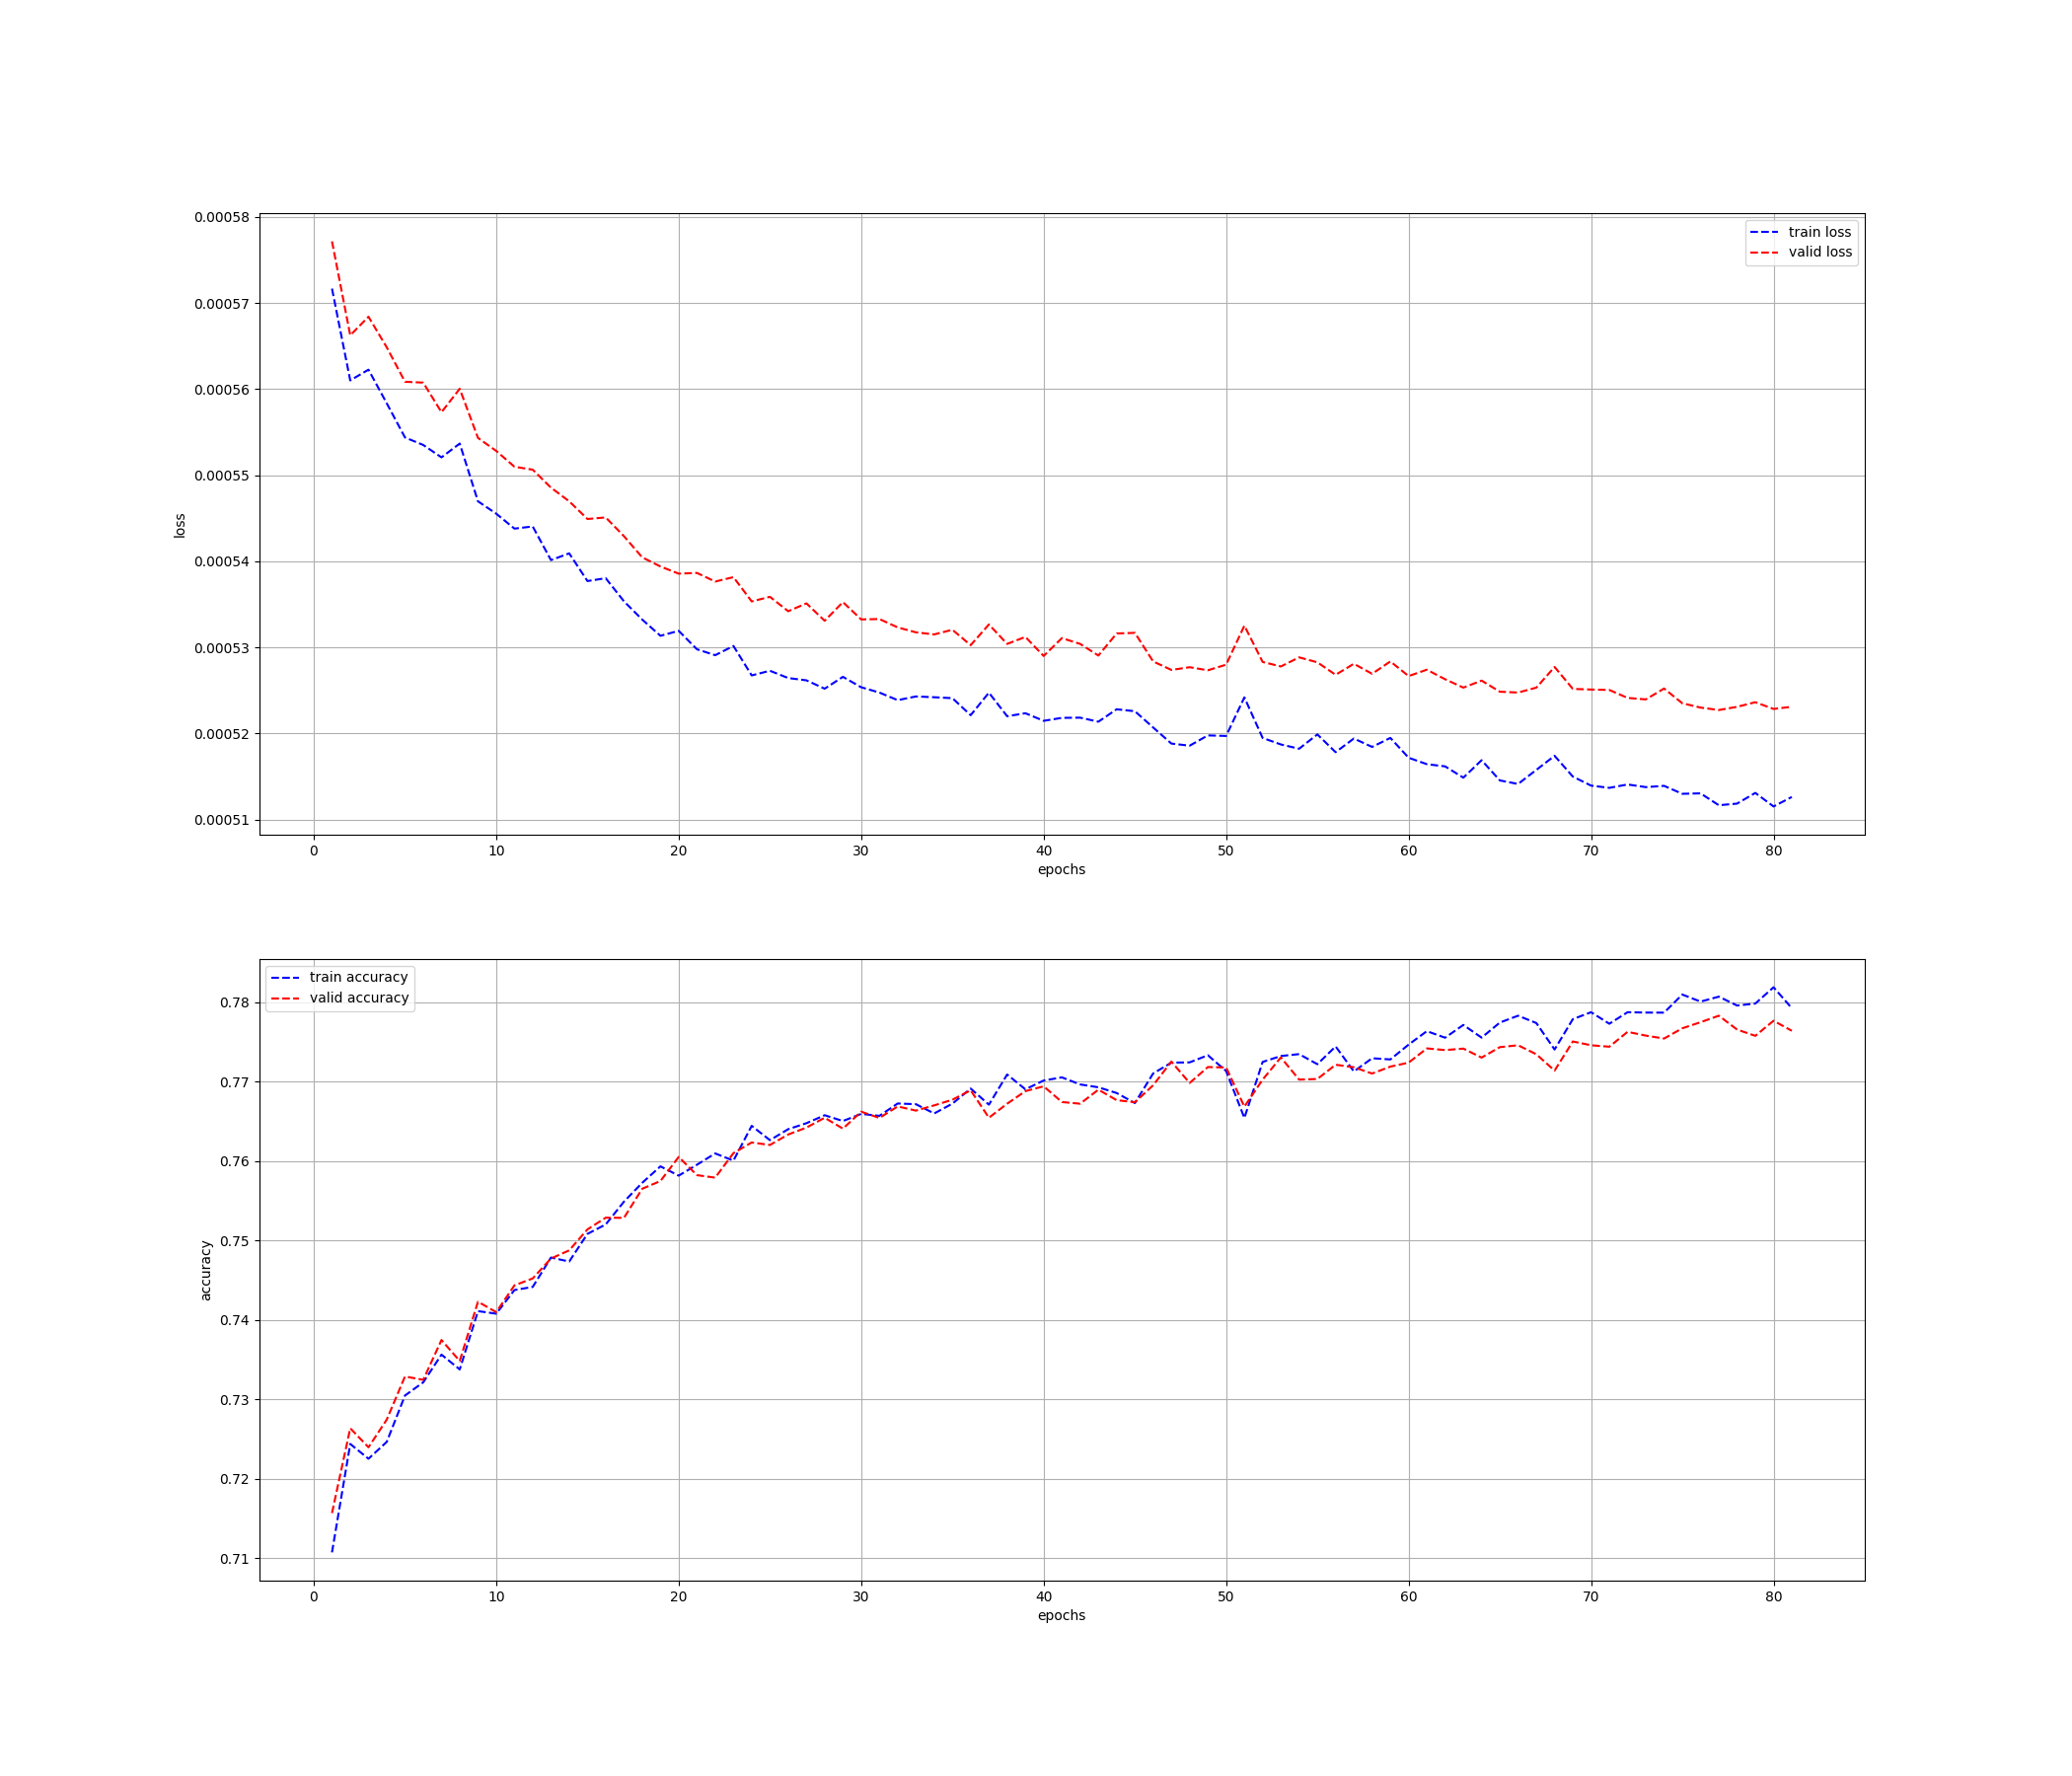 0.00058
0.00057
0.00056
0.00055
0.00054
0.00053
0.00052
0.00051
loss
train loss
valid loss
0 10 20 30 40 50 60 70 80
epochs
train accuracy
valid accuracy
0.78
0.77
0.76
0.75
0.74
0.73
0.72
0.71
accuracy
0 10 20 30 40 50 60 70 80
epochs